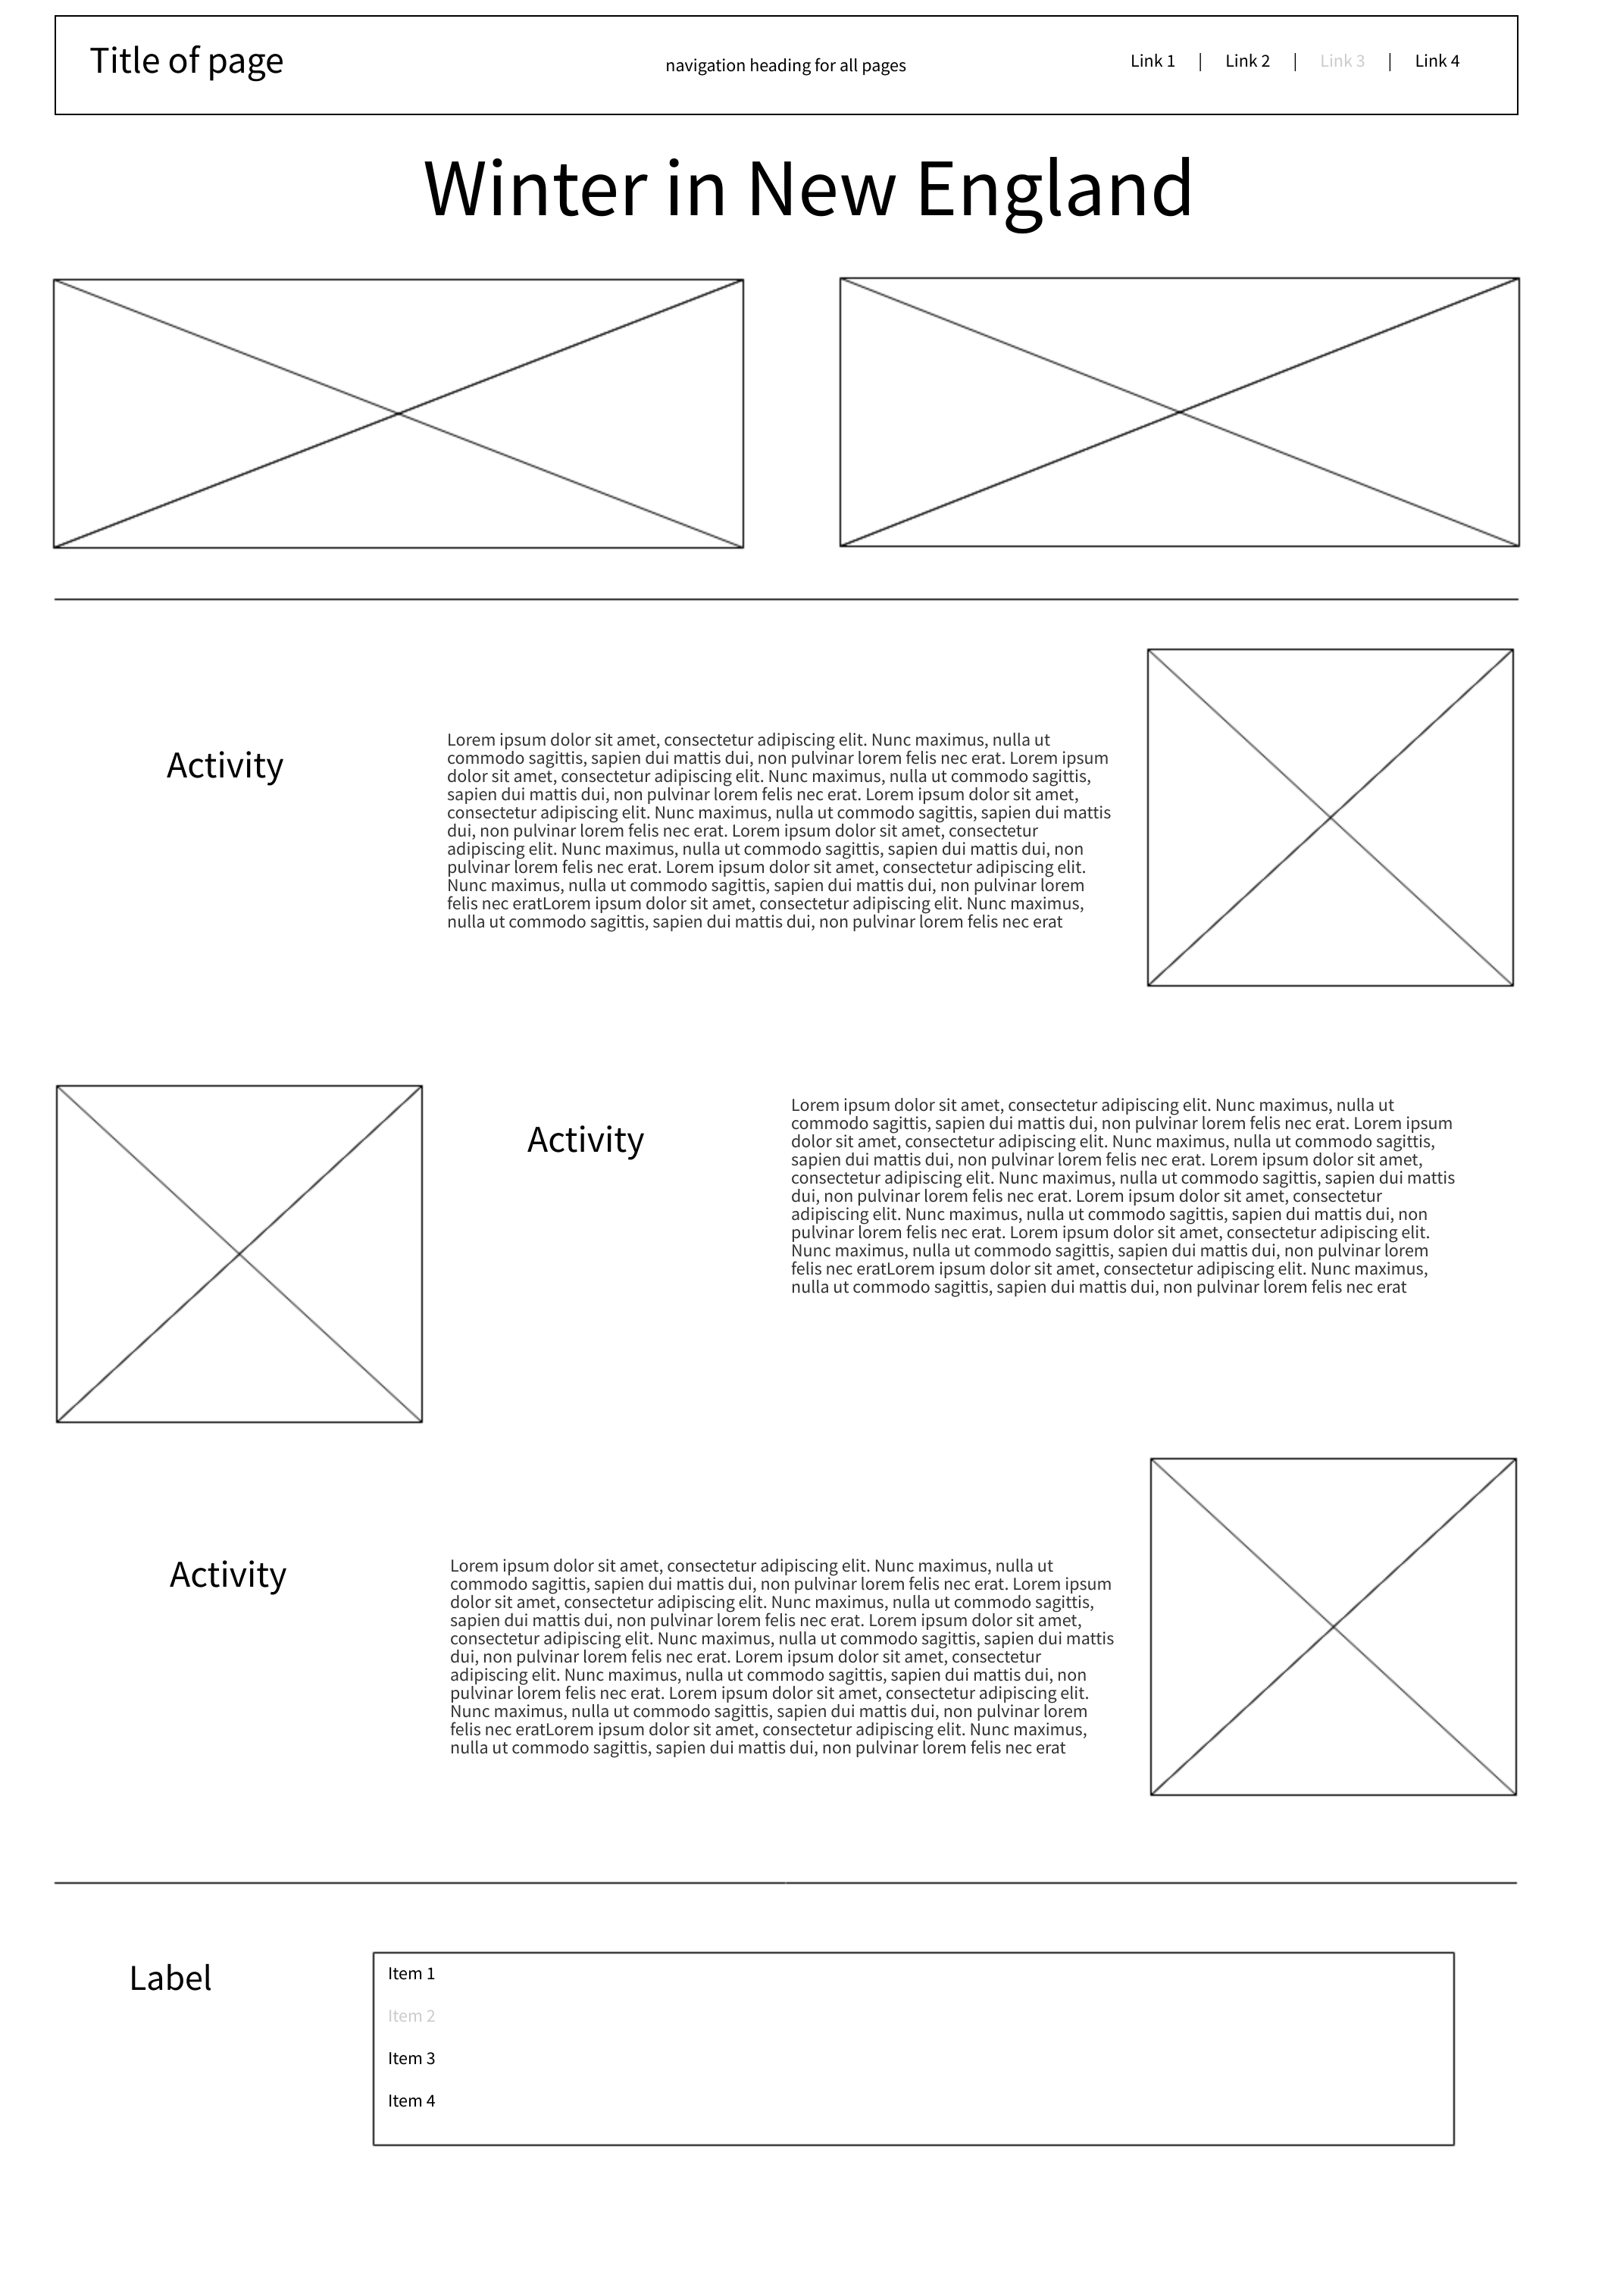 Title of page
navigation heading for all pages
Link 1 | Link 2 | Link 3 | Link 4
Winter in New England
Activity
Lorem ipsum dolor sit amet, consectetur adipiscing elit. Nunc maximus, nulla ut
commodo sagittis, sapien dui mattis dui, non pulvinar lorem felis nec erat. Lorem ipsum
dolor sit amet, consectetur adipiscing elit. Nunc maximus, nulla ut commodo sagittis,
sapien dui mattis dui, non pulvinar lorem felis nec erat. Lorem ipsum dolor sit amet,
consectetur adipiscing elit. Nunc maximus, nulla ut commodo sagittis, sapien dui mattis
dui, non pulvinar lorem felis nec erat. Lorem ipsum dolor sit amet, consectetur
adipiscing elit. Nunc maximus, nulla ut commodo sagittis, sapien dui mattis dui, non
pulvinar lorem felis nec erat. Lorem ipsum dolor sit amet, consectetur adipiscing elit.
Nunc maximus, nulla ut commodo sagittis, sapien dui mattis dui, non pulvinar lorem
felis nec eratLorem ipsum dolor sit amet, consectetur adipiscing elit. Nunc maximus,
nulla ut commodo sagittis, sapien dui mattis dui, non pulvinar lorem felis nec erat
Activity
Lorem ipsum dolor sit amet, consectetur adipiscing elit. Nunc maximus, nulla ut
commodo sagittis, sapien dui mattis dui, non pulvinar lorem felis nec erat. Lorem ipsum
dolor sit amet, consectetur adipiscing elit. Nunc maximus, nulla ut commodo sagittis,
sapien dui mattis dui, non pulvinar lorem felis nec erat. Lorem ipsum dolor sit amet,
consectetur adipiscing elit. Nunc maximus, nulla ut commodo sagittis, sapien dui mattis
dui, non pulvinar lorem felis nec erat. Lorem ipsum dolor sit amet, consectetur
adipiscing elit. Nunc maximus, nulla ut commodo sagittis, sapien dui mattis dui, non
pulvinar lorem felis nec erat. Lorem ipsum dolor sit amet, consectetur adipiscing elit.
Nunc maximus, nulla ut commodo sagittis, sapien dui mattis dui, non pulvinar lorem
felis nec eratLorem ipsum dolor sit amet, consectetur adipiscing elit. Nunc maximus,
nulla ut commodo sagittis, sapien dui mattis dui, non pulvinar lorem felis nec erat
Activity
Lorem ipsum dolor sit amet, consectetur adipiscing elit. Nunc maximus, nulla ut
commodo sagittis, sapien dui mattis dui, non pulvinar lorem felis nec erat. Lorem ipsum
dolor sit amet, consectetur adipiscing elit. Nunc maximus, nulla ut commodo sagittis,
sapien dui mattis dui, non pulvinar lorem felis nec erat. Lorem ipsum dolor sit amet,
consectetur adipiscing elit. Nunc maximus, nulla ut commodo sagittis, sapien dui mattis
dui, non pulvinar lorem felis nec erat. Lorem ipsum dolor sit amet, consectetur
adipiscing elit. Nunc maximus, nulla ut commodo sagittis, sapien dui mattis dui, non
pulvinar lorem felis nec erat. Lorem ipsum dolor sit amet, consectetur adipiscing elit.
Nunc maximus, nulla ut commodo sagittis, sapien dui mattis dui, non pulvinar lorem
felis nec eratLorem ipsum dolor sit amet, consectetur adipiscing elit. Nunc maximus,
nulla ut commodo sagittis, sapien dui mattis dui, non pulvinar lorem felis nec erat
Label
Item 1
Item 2
Item 3
Item 4